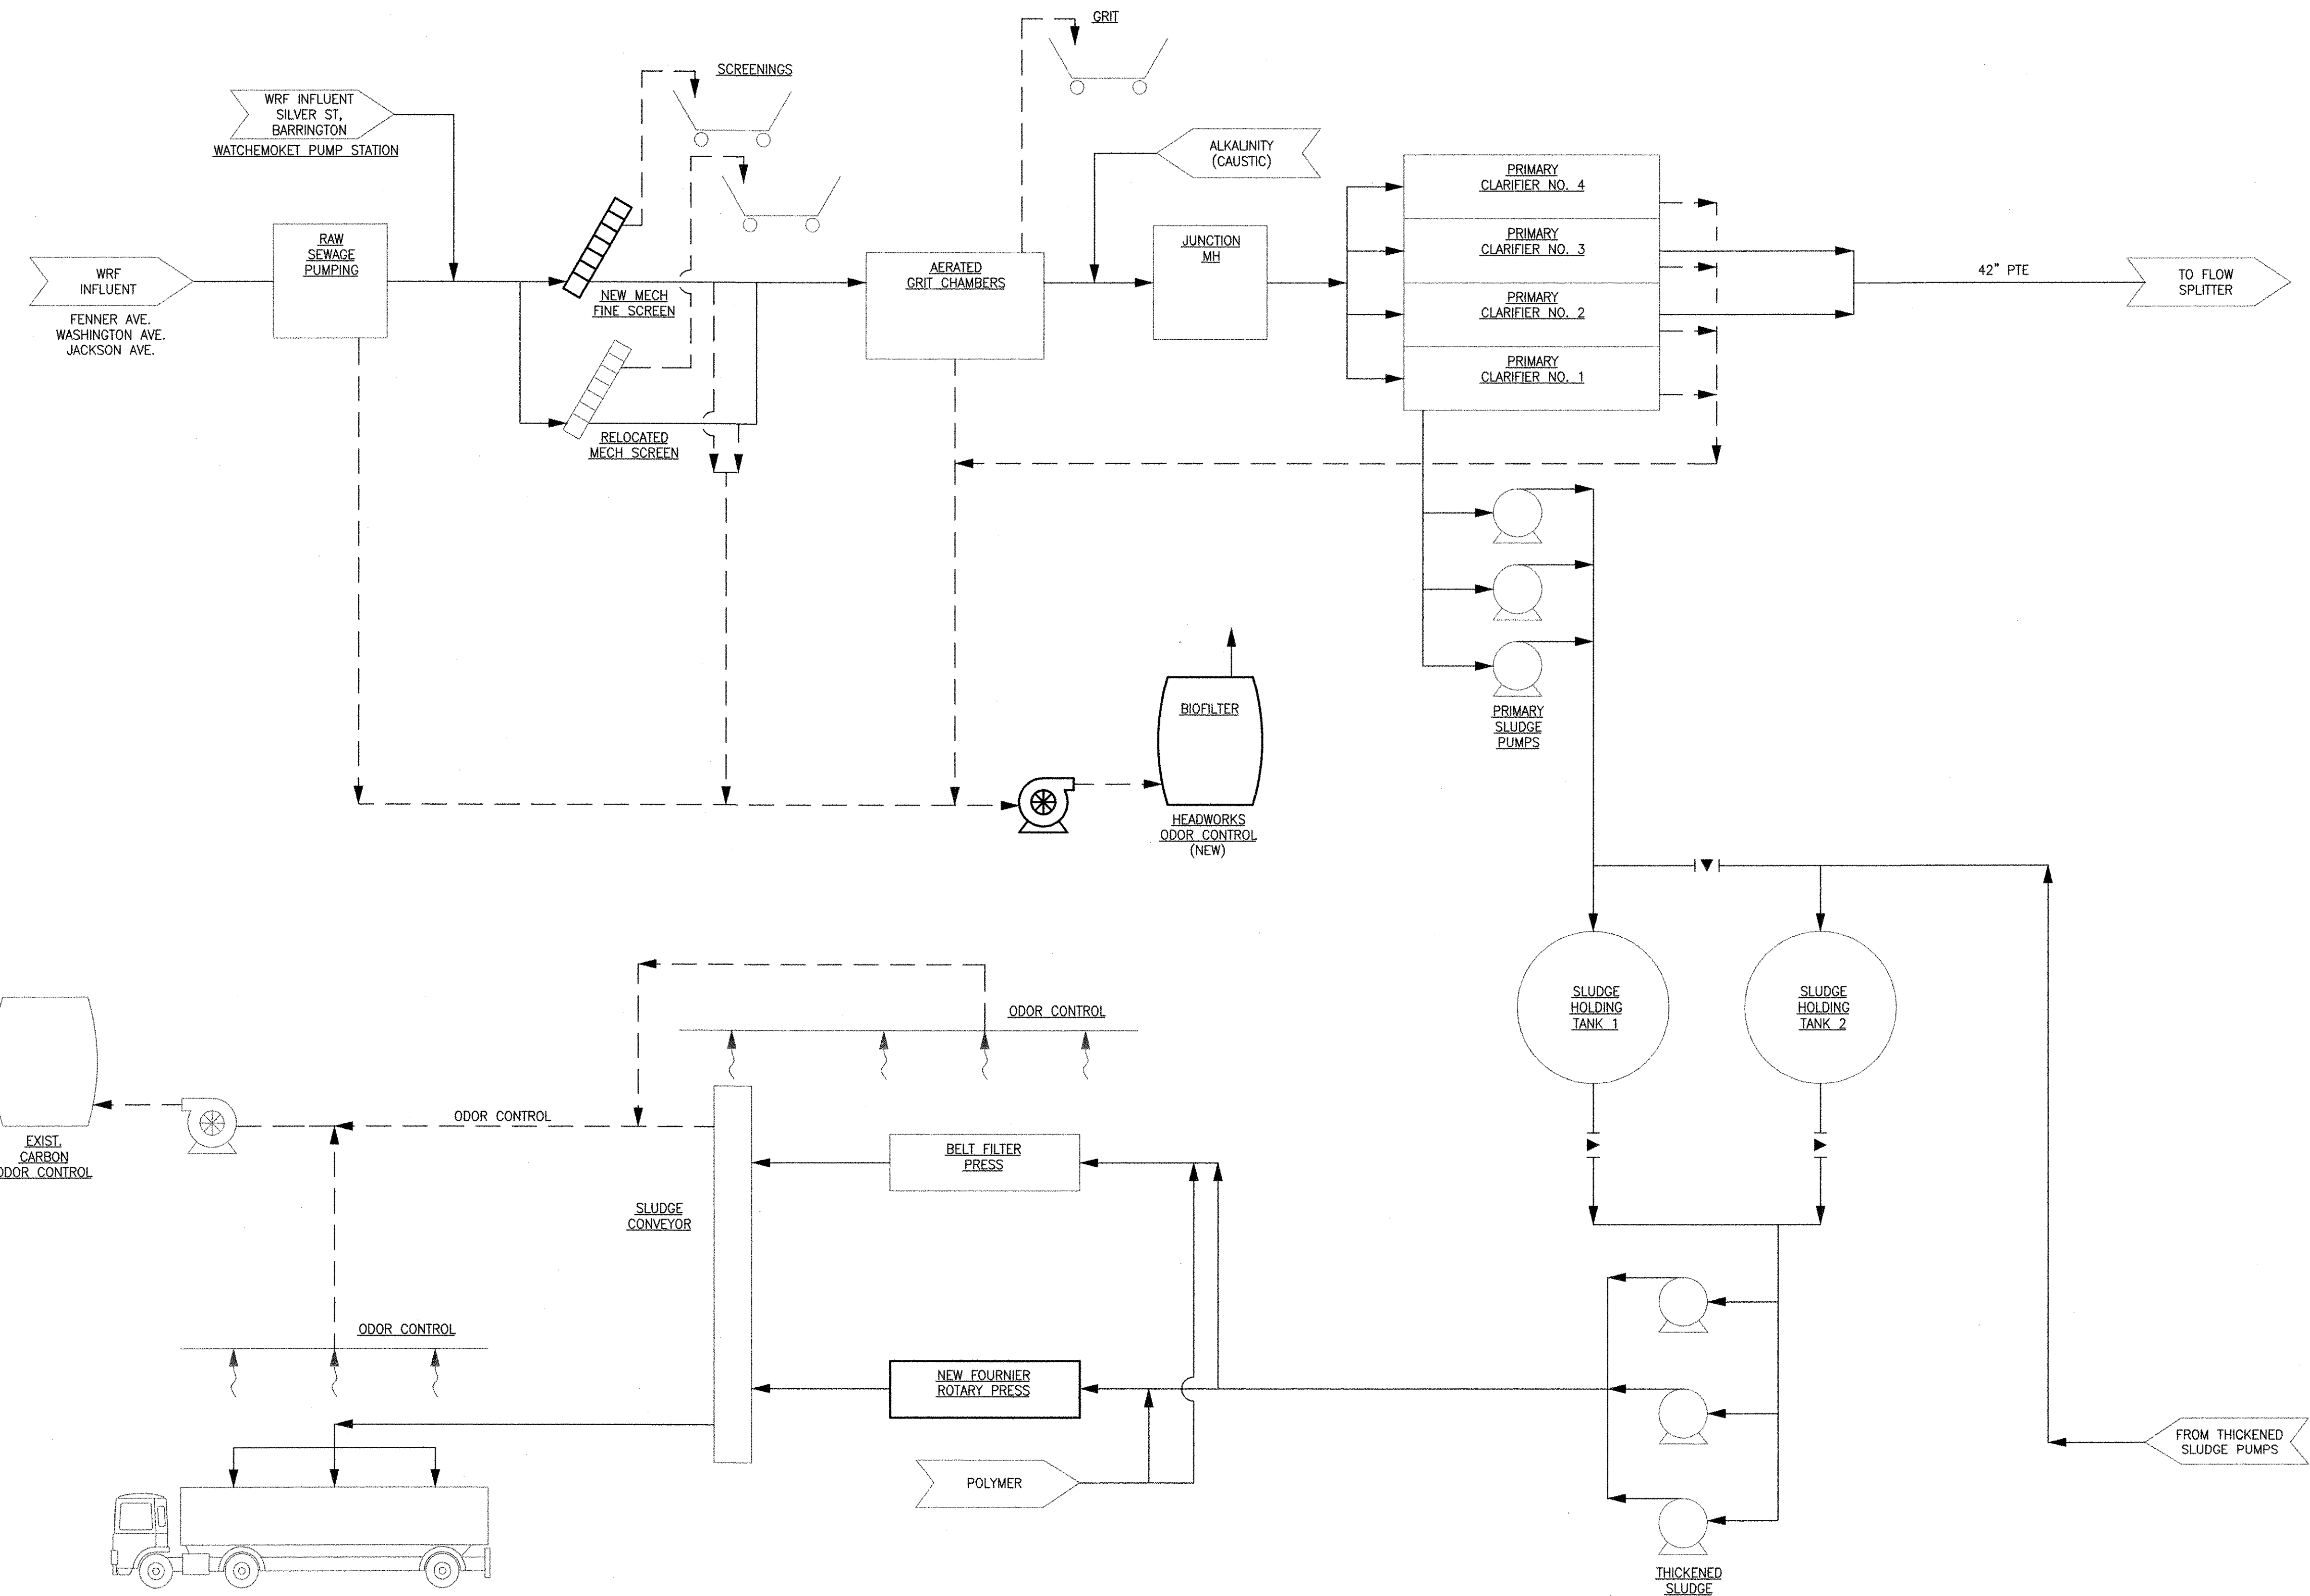 GRIT
SCREENINGS
WRF INFLUENT
SILVER ST,
BARRINGTON
WATCHEMOKET PUMP STATION
ALKALINITY
(CAUSTIC)
PRIMARY
CLARIFIER NO. 4
RAW
SEWAGE
PUMPING
JUNCTION
MH
PRIMARY
CLARIFIER NO. 3
WRF
INFLUENT
AERATED
GRIT CHAMBERS
42" PTE
TO FLOW
SPLITTER
NEW MECH
FINE SCREEN
PRIMARY
CLARIFIER NO. 2
FENNER AVE.
WASHINGTON AVE.
JACKSON AVE.
PRIMARY
CLARIFIER NO. 1
RELOCATED
MECH SCREEN
BIOFILTER
PRIMARY
SLUDGE
PUMPS
HEADWORKS
ODOR CONTROL
(NEW)
SLUDGE
HOLDING
TANK 1
SLUDGE
HOLDING
TANK 2
ODOR CONTROL
ODOR CONTROL
EXIST.
CARBON
ODOR CONTROL
BELT FILTER
PRESS
SLUDGE
CONVEYOR
ODOR CONTROL
NEW FOURNIER
ROTARY PRESS
FROM THICKENED
SLUDGE PUMPS
POLYMER
THICKENED
SLUDGE